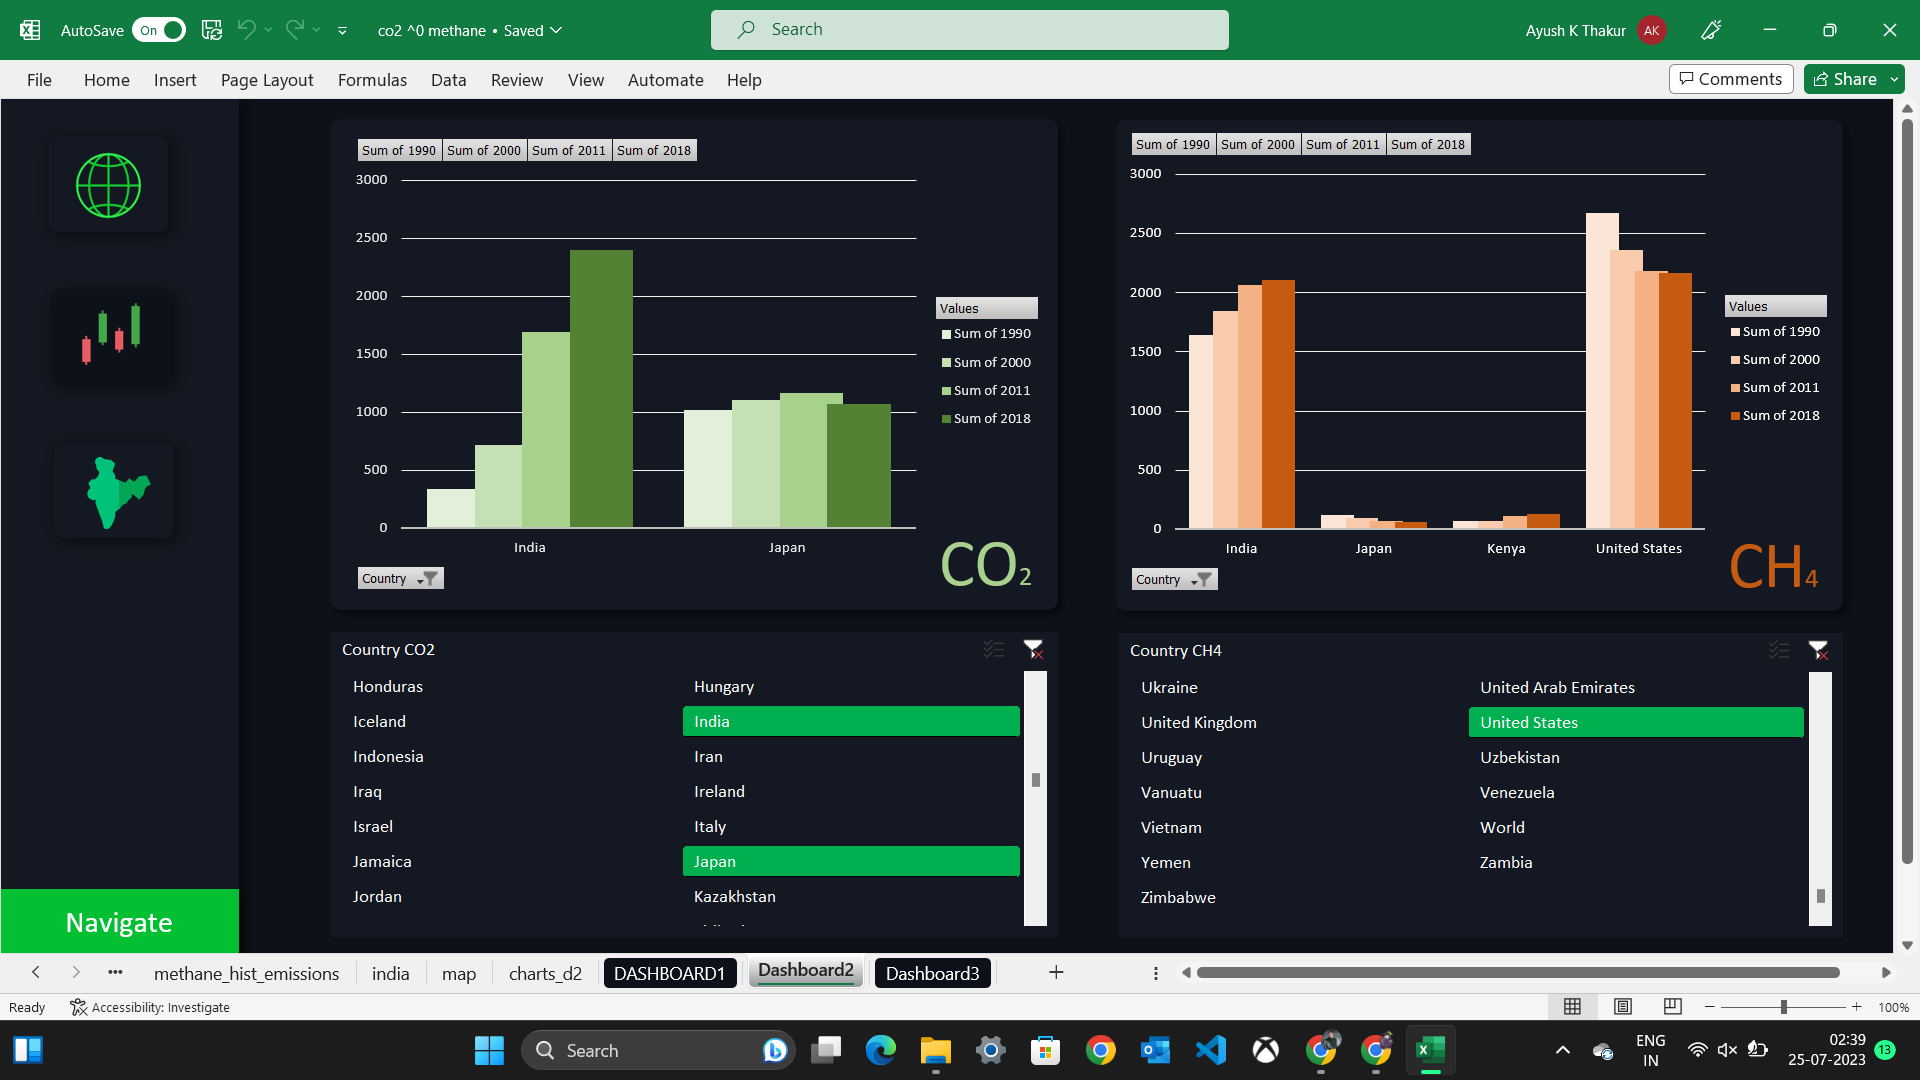 AutoSave On co2 ^0 methane • Saved Search Ayush K Thakur AK
File Home Insert Page Layout Formulas Data Review View Automate Help Comments Share
Sum of 1990 Sum of 2000 Sum of 2011 Sum of 2018
3000
2500
2000
1500
1000
500
0
India Japan
Values
Sum of 1990
Sum of 2000
Sum of 2011
Sum of 2018
Country
CO2
Sum of 1990 Sum of 2000 Sum of 2011 Sum of 2018
3000
2500
2000
1500
1000
500
0
India Japan Kenya United States
Values
Sum of 1990
Sum of 2000
Sum of 2011
Sum of 2018
Country
CH4
Country CO2
Honduras Hungary
Iceland India
Indonesia Iran
Iraq Ireland
Israel Italy
Jamaica Japan
Jordan Kazakhstan
Country CH4
Ukraine United Arab Emirates
United Kingdom United States
Uruguay Uzbekistan
Vanuatu Venezuela
Vietnam World
Yemen Zambia
Zimbabwe
Navigate
methane_hist_emissions india map charts_d2 DASHBOARD1 Dashboard2 Dashboard3
Ready Accessibility: Investigate 100%
Search ENG IN 02:39 25-07-2023 13